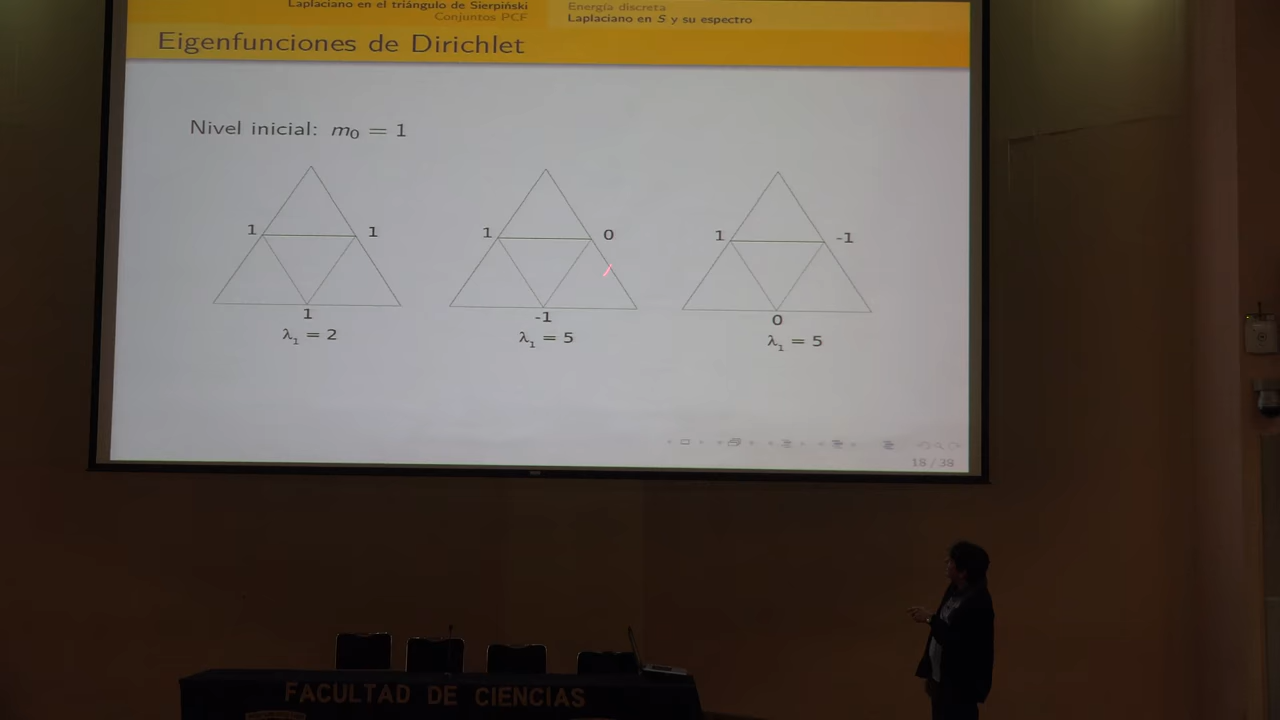 Laplaciano en el triángulo de Sierpiński
Conjuntos PCF
Energía discreta
Laplaciano en S y su espectro
Eigenfunciones de Dirichlet
Nivel inicial: m₀ = 1
1 1
1
λ₁ = 2
1 0
-1
λ₁ = 5
1 -1
0
λ₁ = 5
18 / 38
FACULTAD DE CIENCIAS